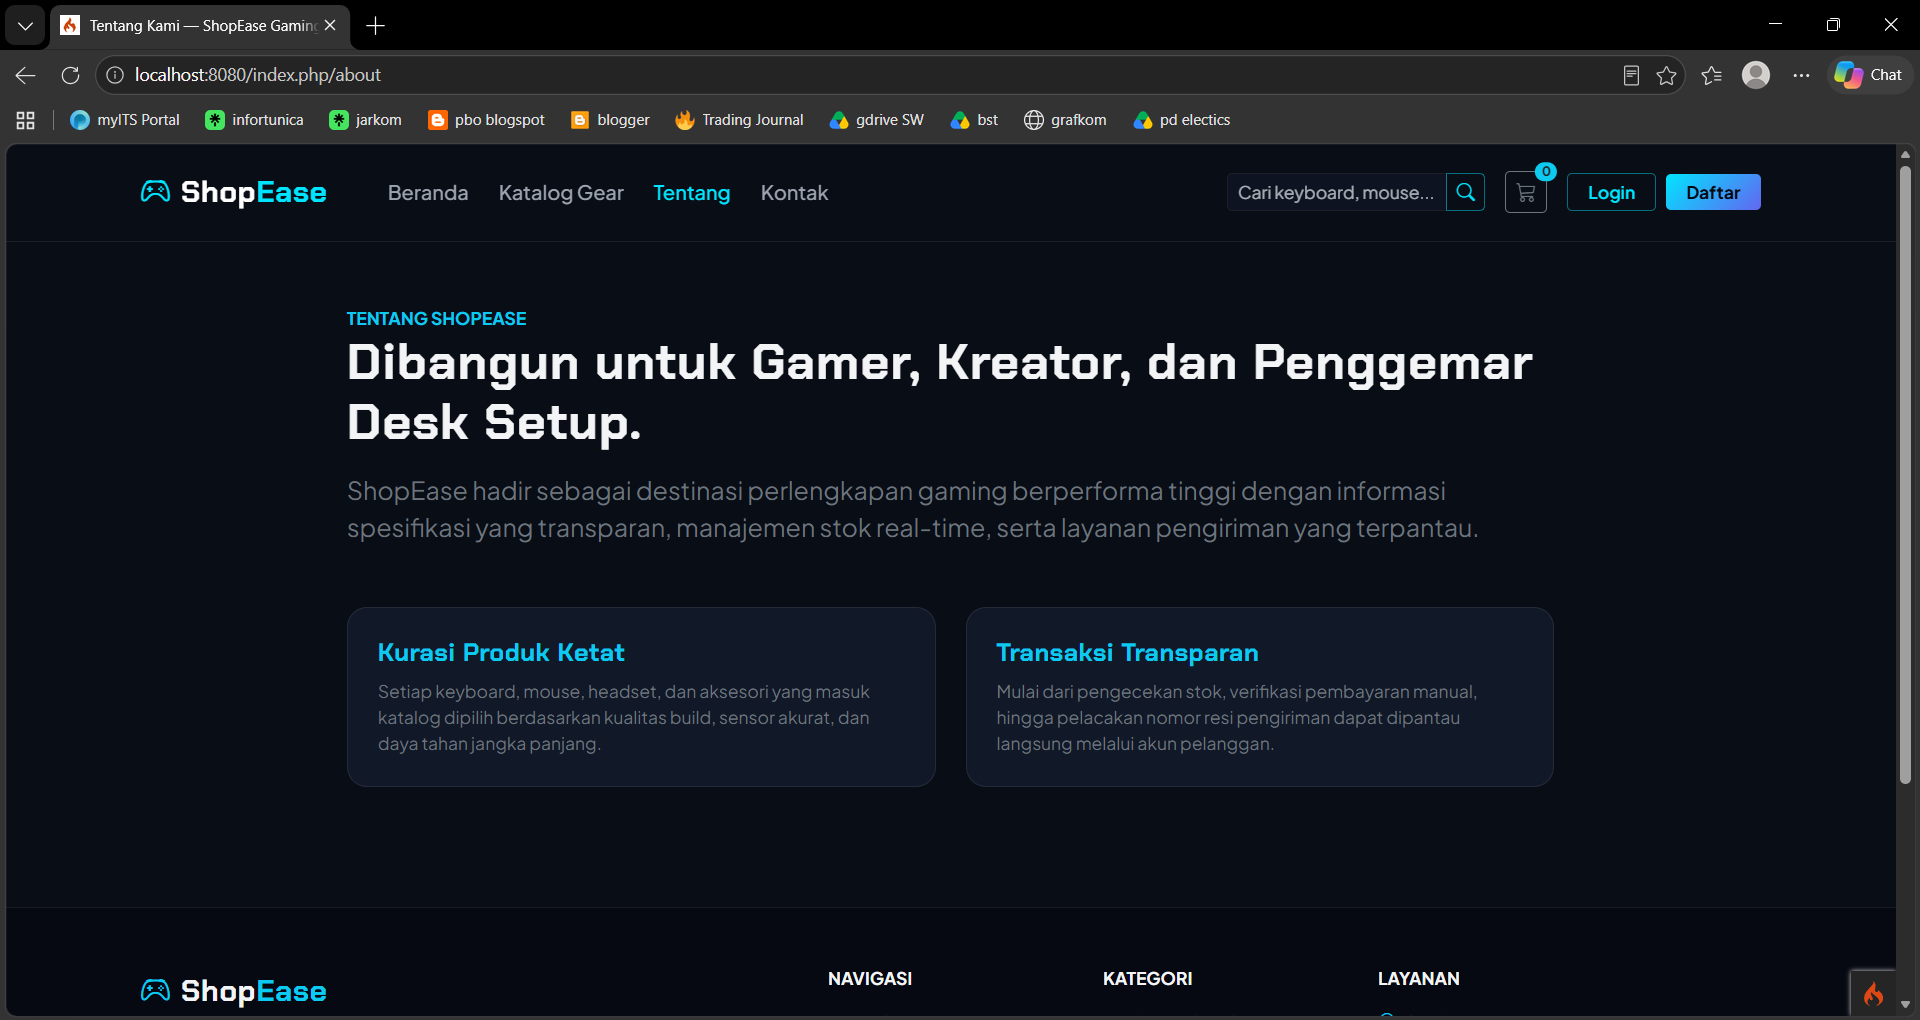 Tentang Kami — ShopEase Gaming
localhost:8080/index.php/about
Chat
myITS Portal
infortunica
jarkom
pbo blogspot
blogger
Trading Journal
gdrive SW
bst
grafkom
pd electics
ShopEase
Beranda
Katalog Gear
Tentang
Kontak
Cari keyboard, mouse...
0
Login
Daftar
TENTANG SHOPEASE
Dibangun untuk Gamer, Kreator, dan Penggemar
Desk Setup.
ShopEase hadir sebagai destinasi perlengkapan gaming berperforma tinggi dengan informasi
spesifikasi yang transparan, manajemen stok real-time, serta layanan pengiriman yang terpantau.
Kurasi Produk Ketat
Setiap keyboard, mouse, headset, dan aksesori yang masuk
katalog dipilih berdasarkan kualitas build, sensor akurat, dan
daya tahan jangka panjang.
Transaksi Transparan
Mulai dari pengecekan stok, verifikasi pembayaran manual,
hingga pelacakan nomor resi pengiriman dapat dipantau
langsung melalui akun pelanggan.
ShopEase
NAVIGASI
KATEGORI
LAYANAN